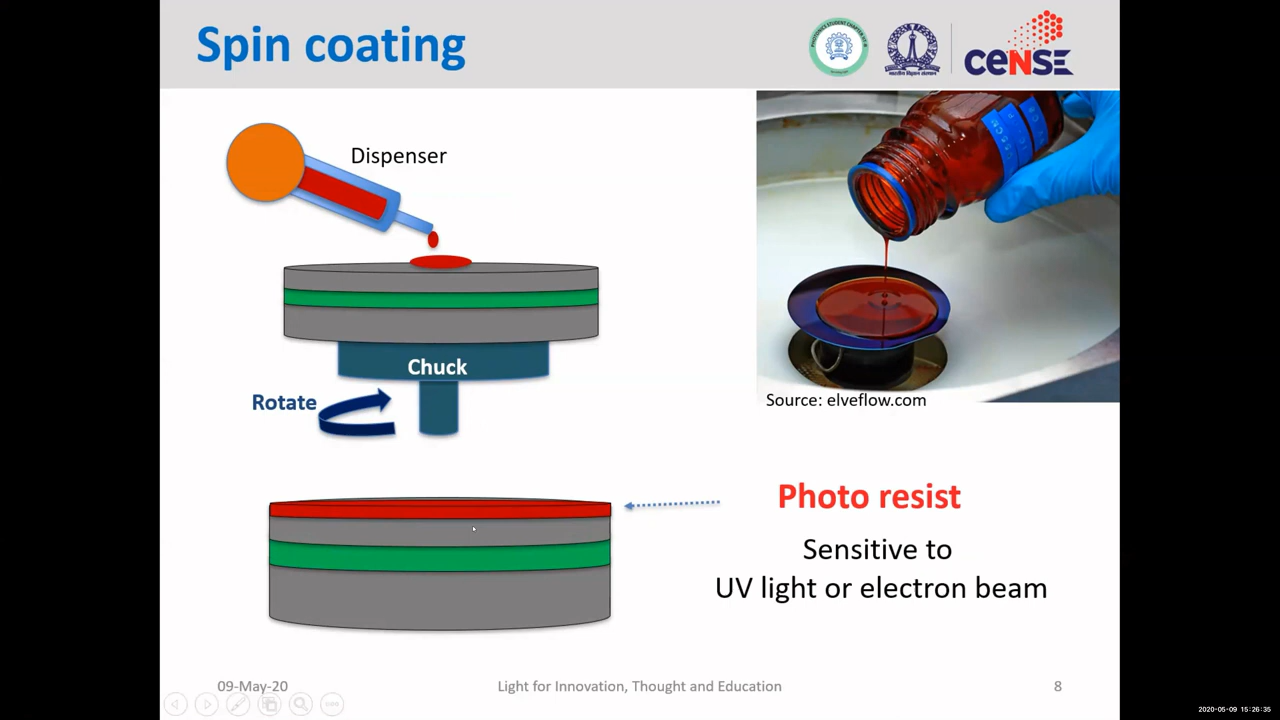 Spin coating
ceNSE
Dispenser
Chuck
Rotate
Source: elveflow.com
Photo resist
Sensitive to
UV light or electron beam
09-May-20
Light for Innovation, Thought and Education
8
2020-05-09 15:26:35